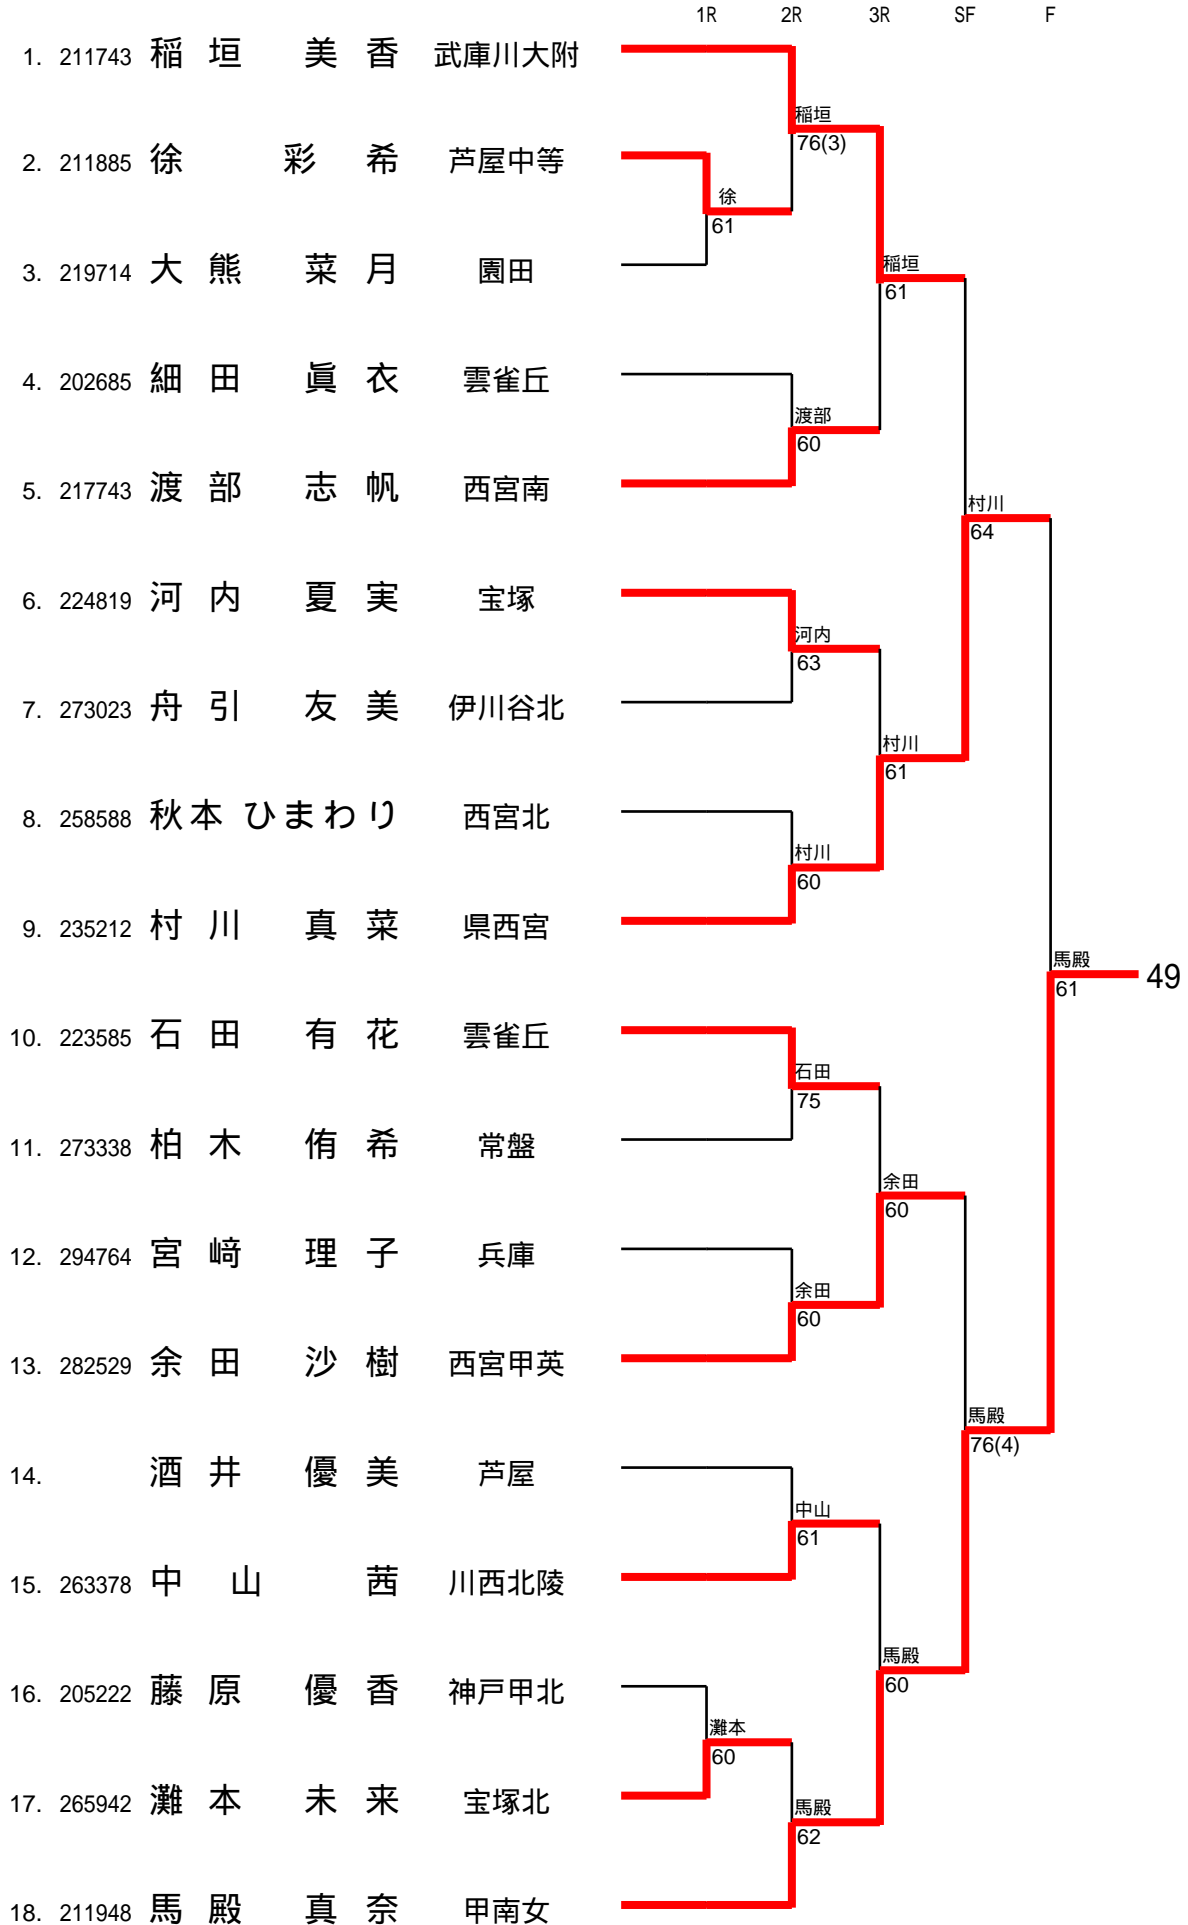 1R 2R 3R SF F
1. 211743 稲垣 美香 武庫川大附
稲垣
76(3)
2. 211885 徐 彩希 芦屋中等
徐
61
3. 219714 大熊 菜月 園田
稲垣
61
4. 202685 細田 眞衣 雲雀丘
渡部
60
5. 217743 渡部 志帆 西宮南
村川
64
6. 224819 河内 夏実 宝塚
河内
63
7. 273023 舟引 友美 伊川谷北
村川
61
8. 258588 秋本 ひまわり 西宮北
村川
60
9. 235212 村川 真菜 県西宮
馬殿
61
49
10. 223585 石田 有花 雲雀丘
石田
75
11. 273338 柏木 侑希 常盤
余田
60
12. 294764 宮﨑 理子 兵庫
余田
60
13. 282529 余田 沙樹 西宮甲英
馬殿
76(4)
14. 酒井 優美 芦屋
中山
61
15. 263378 中山 茜 川西北陵
馬殿
60
16. 205222 藤原 優香 神戸甲北
灘本
60
17. 265942 灘本 未来 宝塚北
馬殿
62
18. 211948 馬殿 真奈 甲南女